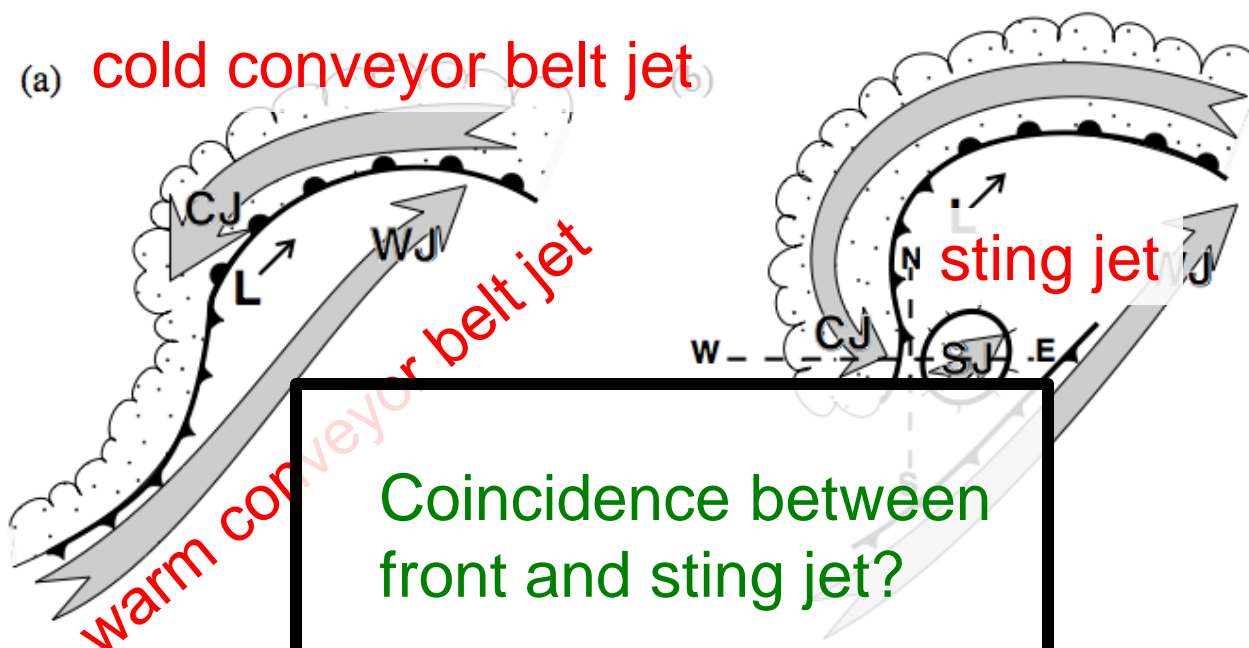 (a) cold conveyor belt jet (b)
CJ
WJ
L
warm conveyor belt jet
L
N
sting jet
WJ
CJ
W
SJ
E
S
Coincidence between
front and sting jet?